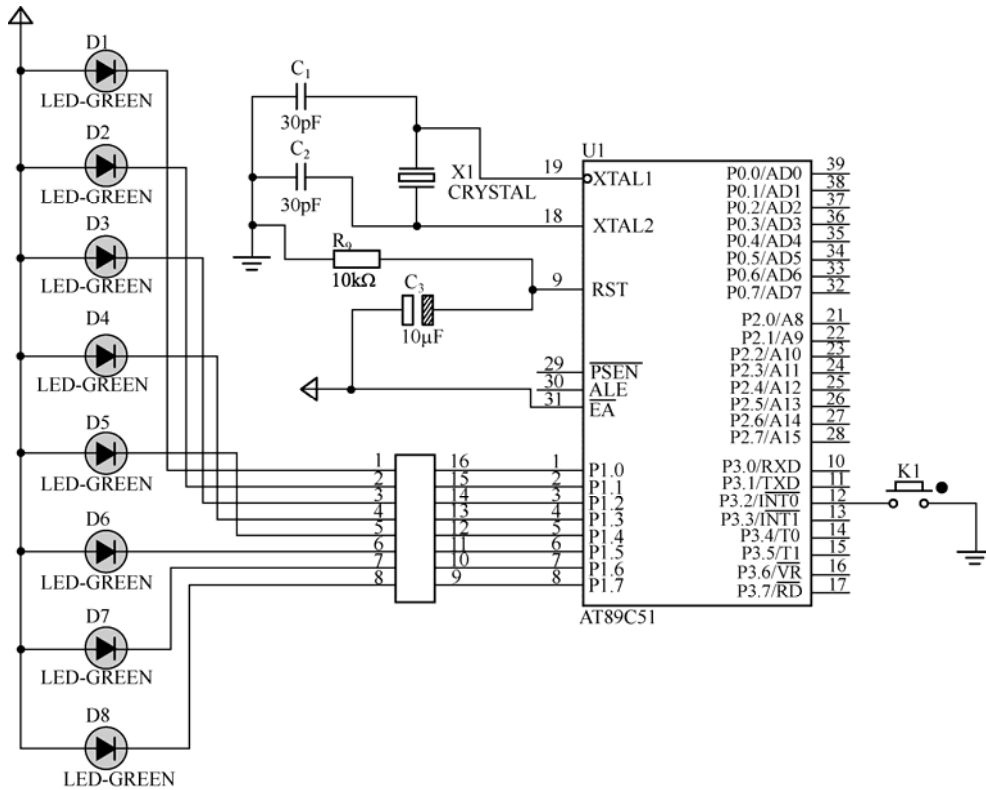 D1
LED-GREEN
D2
LED-GREEN
D3
LED-GREEN
D4
LED-GREEN
D5
LED-GREEN
D6
LED-GREEN
D7
LED-GREEN
D8
LED-GREEN
C1
30pF
C2
30pF
X1
CRYSTAL
R9
10kΩ
C3
10μF
1 16
2 15
3 14
4 13
5 12
6 11
7 10
8 9
U1
19 XTAL1
18 XTAL2
9 RST
29 PSEN
30 ALE
31 EA
1 P1.0
2 P1.1
3 P1.2
4 P1.3
5 P1.4
6 P1.5
7 P1.6
8 P1.7
P0.0/AD0 39
P0.1/AD1 38
P0.2/AD2 37
P0.3/AD3 36
P0.4/AD4 35
P0.5/AD5 34
P0.6/AD6 33
P0.7/AD7 32
P2.0/A8 21
P2.1/A9 22
P2.2/A10 23
P2.3/A11 24
P2.4/A12 25
P2.5/A13 26
P2.6/A14 27
P2.7/A15 28
P3.0/RXD 10
P3.1/TXD 11
P3.2/INT0 12
P3.3/INT1 13
P3.4/T0 14
P3.5/T1 15
P3.6/VR 16
P3.7/RD 17
AT89C51
K1